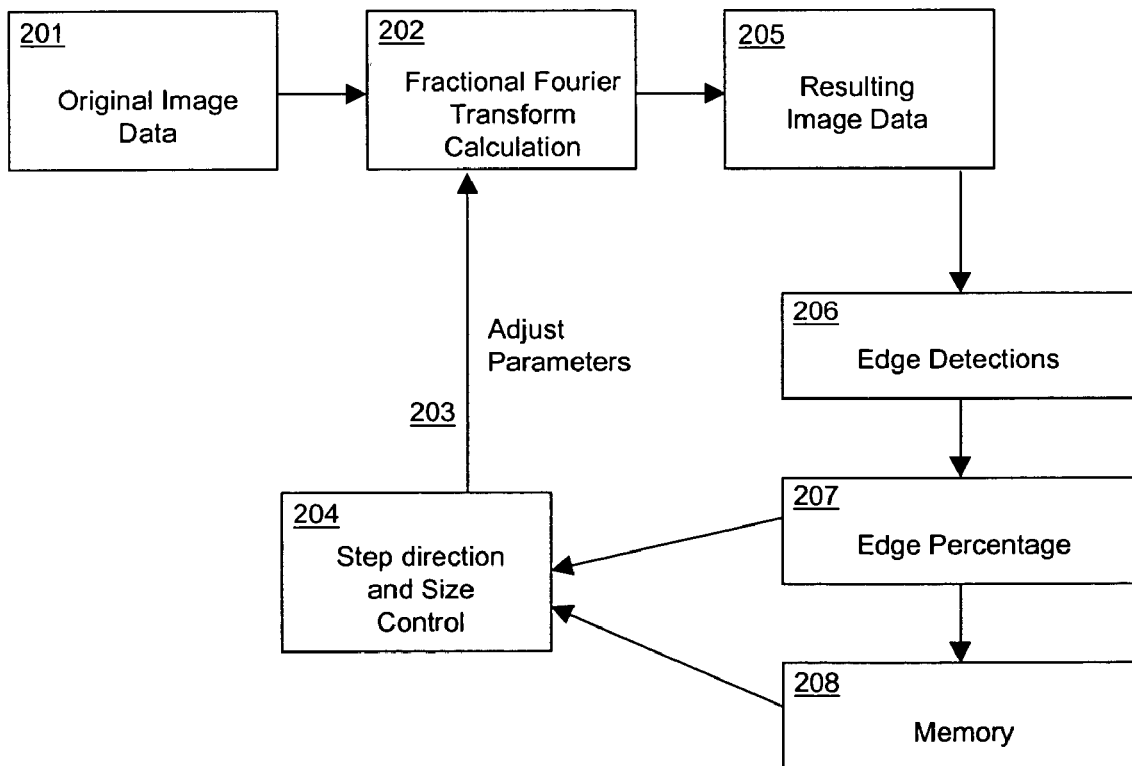 201
Original Image
Data
202
Fractional Fourier
Transform
Calculation
205
Resulting
Image Data
206
Edge Detections
Adjust
Parameters
203
204
Step direction
and Size
Control
207
Edge Percentage
208
Memory